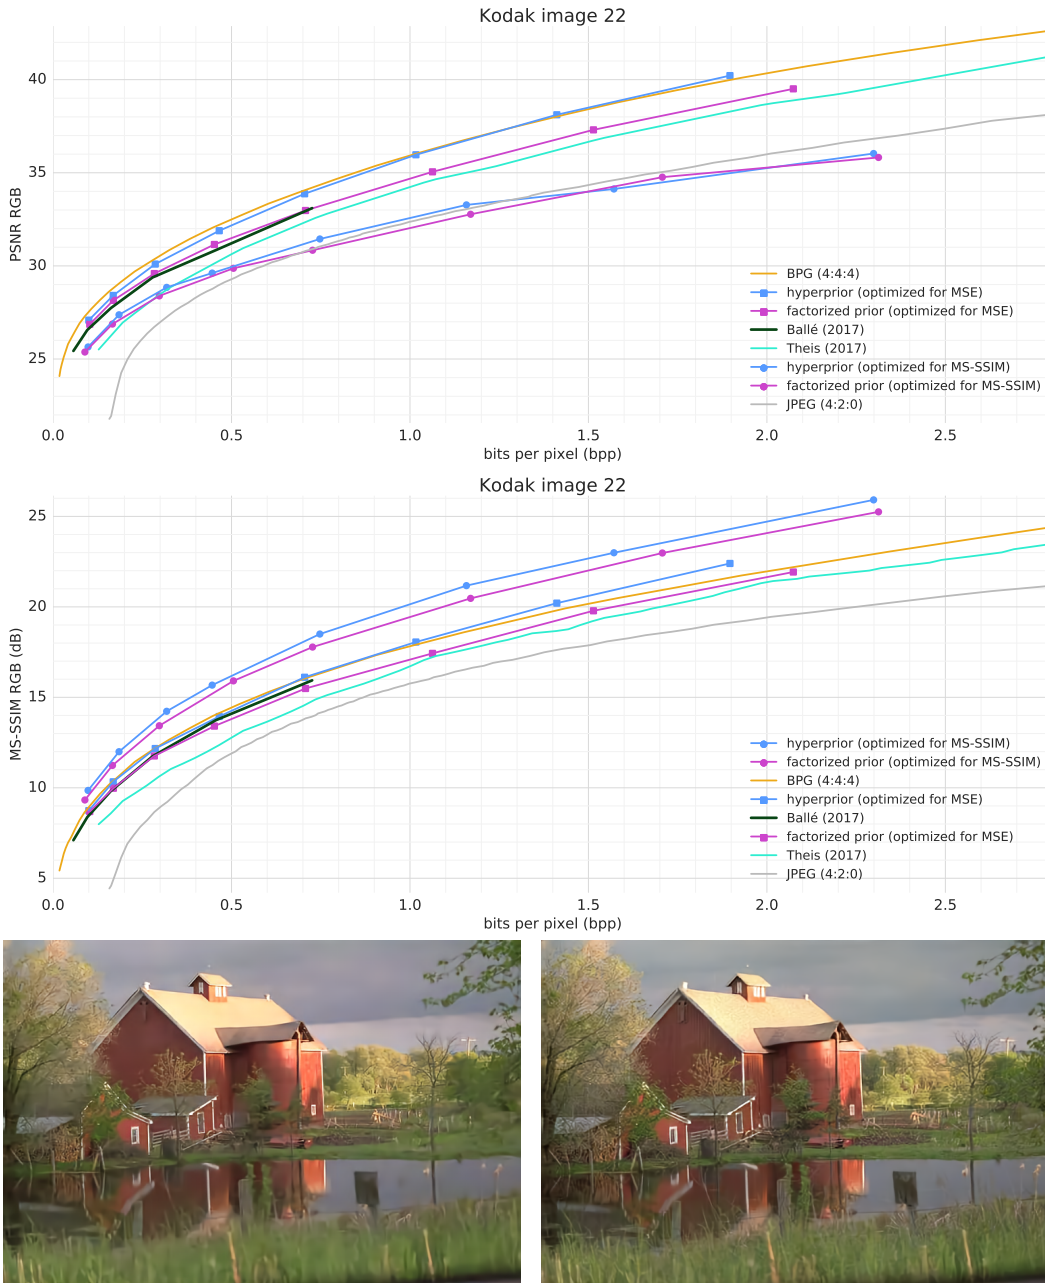 Kodak image 22
40
35
30
25
PSNR RGB
BPG (4:4:4)
hyperprior (optimized for MSE)
factorized prior (optimized for MSE)
Ballé (2017)
Theis (2017)
hyperprior (optimized for MS-SSIM)
factorized prior (optimized for MS-SSIM)
JPEG (4:2:0)
0.0 0.5 1.0 1.5 2.0 2.5
bits per pixel (bpp)
Kodak image 22
25
20
15
10
5
MS-SSIM RGB (dB)
hyperprior (optimized for MS-SSIM)
factorized prior (optimized for MS-SSIM)
BPG (4:4:4)
hyperprior (optimized for MSE)
Ballé (2017)
factorized prior (optimized for MSE)
Theis (2017)
JPEG (4:2:0)
0.0 0.5 1.0 1.5 2.0 2.5
bits per pixel (bpp)